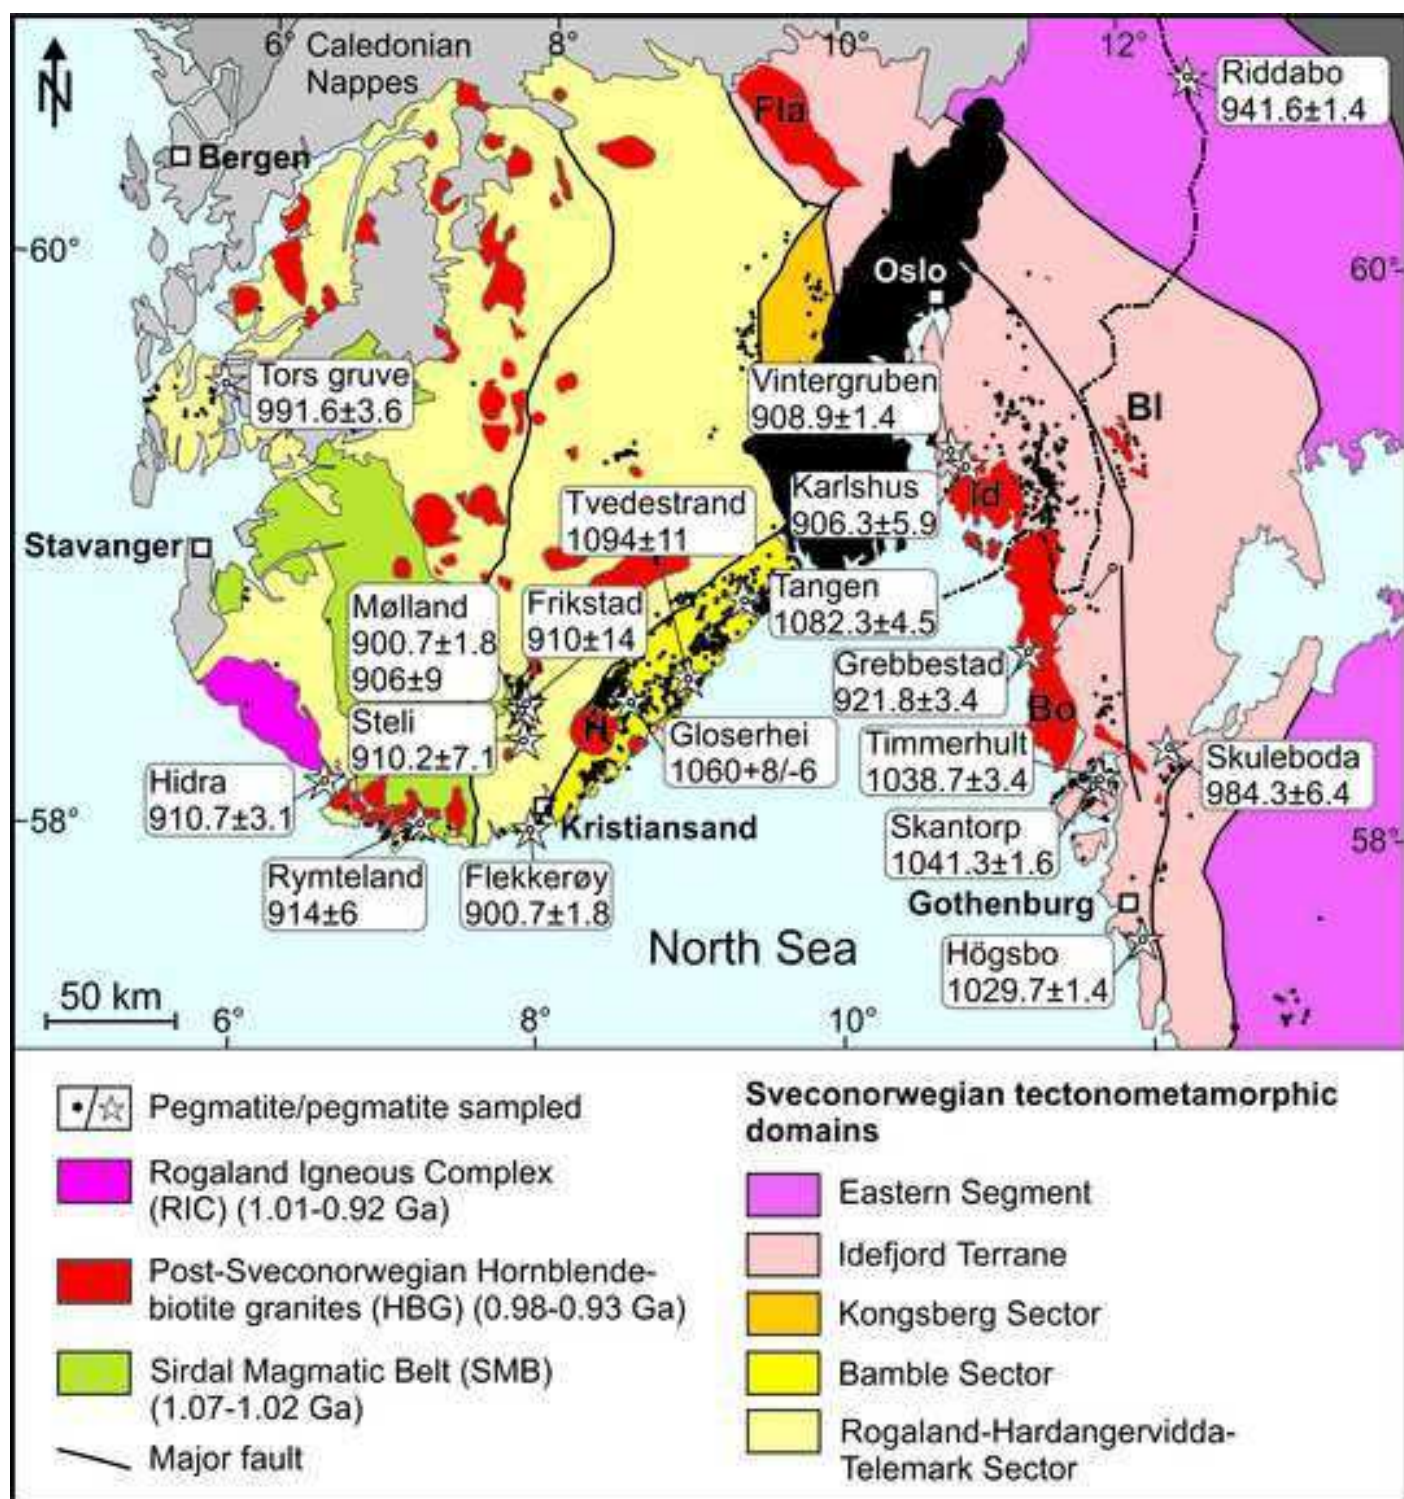 6°
Caledonian
Nappes
8°
10°
12°
N
Riddabo
941.6±1.4
Fla
Bergen
60°
60°
Oslo
Tors gruve
991.6±3.6
Vintergruben
908.9±1.4
Bl
Tvedestrand
1094±11
Karlshus
906.3±5.9
Id
Stavanger
Mølland
900.7±1.8
906±9
Frikstad
910±14
Tangen
1082.3±4.5
Grebbestad
921.8±3.4
Bo
Steli
910.2±7.1
H
Gloserhei
1060+8/-6
Timmerhult
1038.7±3.4
Skuleboda
984.3±6.4
Hidra
910.7±3.1
58°
58°
Kristiansand
Skantorp
1041.3±1.6
Rymteland
914±6
Flekkerøy
900.7±1.8
Gothenburg
North Sea
Högsbo
1029.7±1.4
50 km
6°
8°
10°
Pegmatite/pegmatite sampled
Rogaland Igneous Complex
(RIC) (1.01-0.92 Ga)
Post-Sveconorwegian Hornblende-
biotite granites (HBG) (0.98-0.93 Ga)
Sirdal Magmatic Belt (SMB)
(1.07-1.02 Ga)
Major fault
Sveconorwegian tectonometamorphic
domains
Eastern Segment
Idefjord Terrane
Kongsberg Sector
Bamble Sector
Rogaland-Hardangervidda-
Telemark Sector